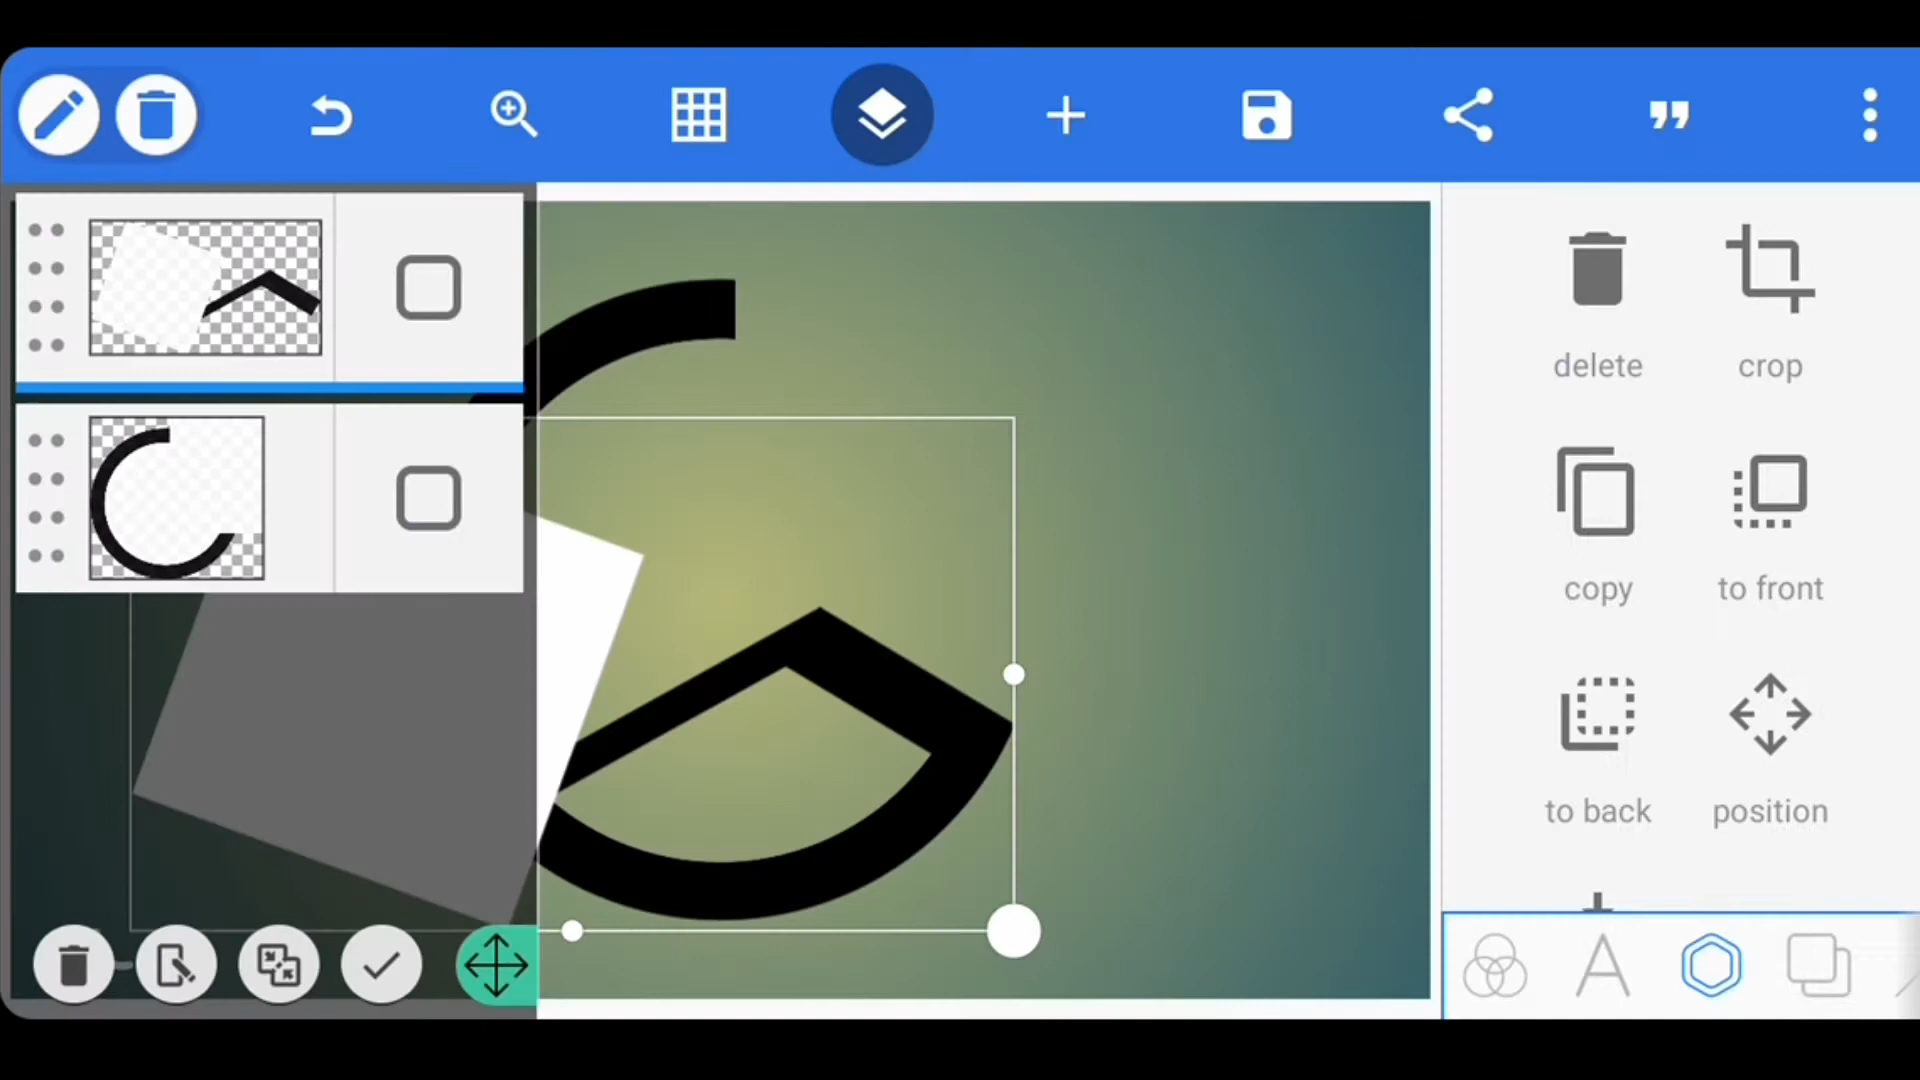 delete
crop
copy
to front
to back
position